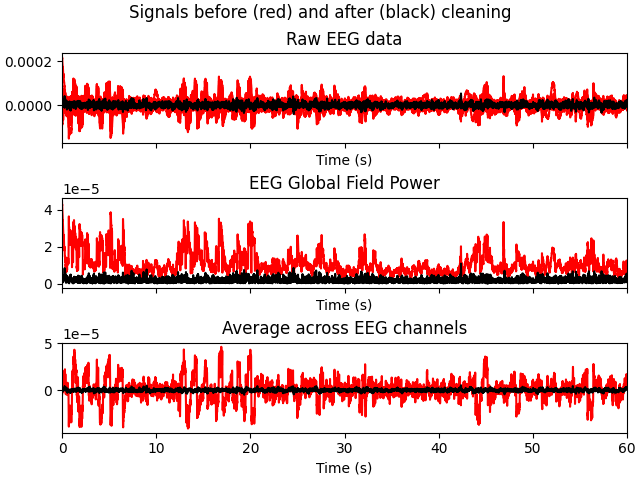 Signals before (red) and after (black) cleaning
Raw EEG data
0.0002
0.0000
Time (s)
EEG Global Field Power
1e−5
4
2
0
Time (s)
Average across EEG channels
1e−5
5
0
0 10 20 30 40 50 60
Time (s)